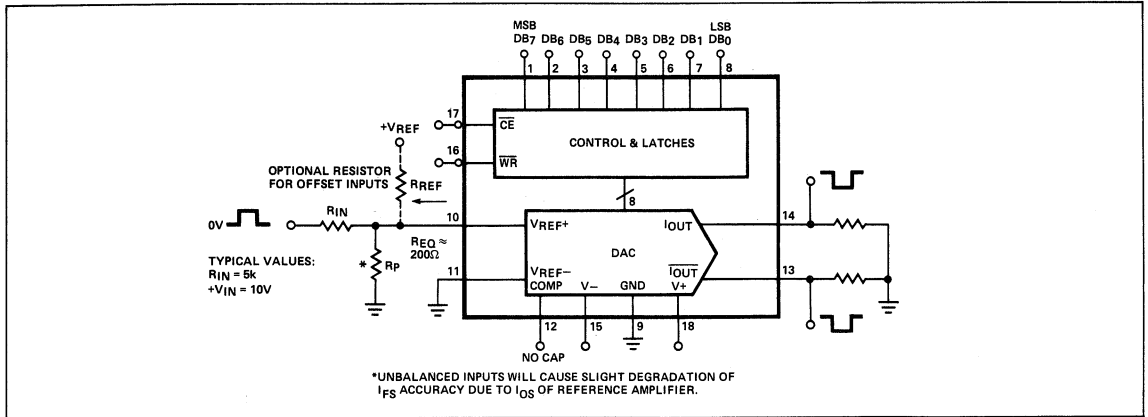 MSB LSB
DB7 DB6 DB5 DB4 DB3 DB2 DB1 DB0
1 2 3 4 5 6 7 8
17 CE
+VREF
CONTROL & LATCHES
16 WR
OPTIONAL RESISTOR
FOR OFFSET INPUTS
RREF
8
0V RIN 10 VREF+ IOUT 14
REQ ≈
200Ω
DAC
* RP
TYPICAL VALUES:
RIN = 5k
+VIN = 10V
11 VREF− IOUT 13
COMP V− GND V+
12 15 9 18
NO CAP
*UNBALANCED INPUTS WILL CAUSE SLIGHT DEGRADATION OF
IFS ACCURACY DUE TO IOS OF REFERENCE AMPLIFIER.